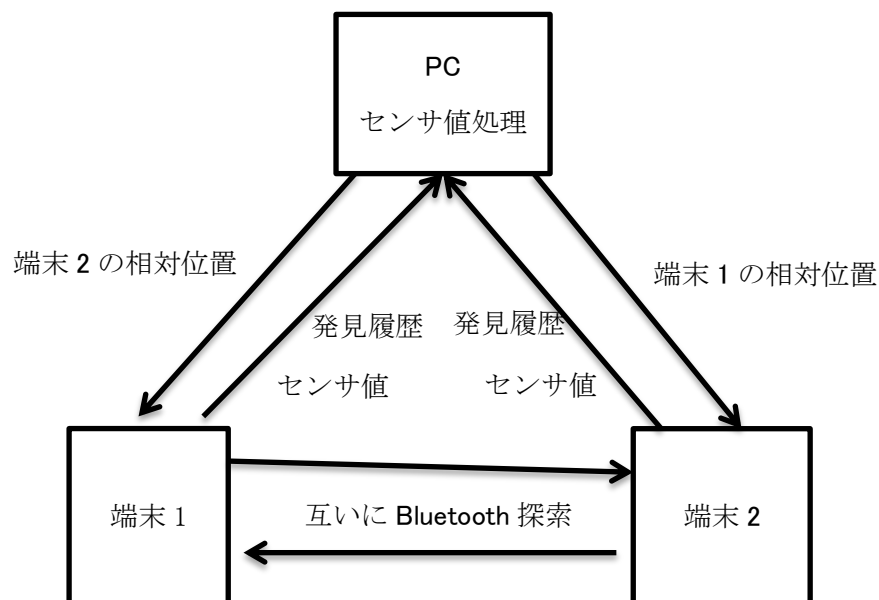 PC
センサ値処理
端末 2 の相対位置
端末 1 の相対位置
発見履歴
発見履歴
センサ値
センサ値
端末 1
互いに Bluetooth 探索
端末 2